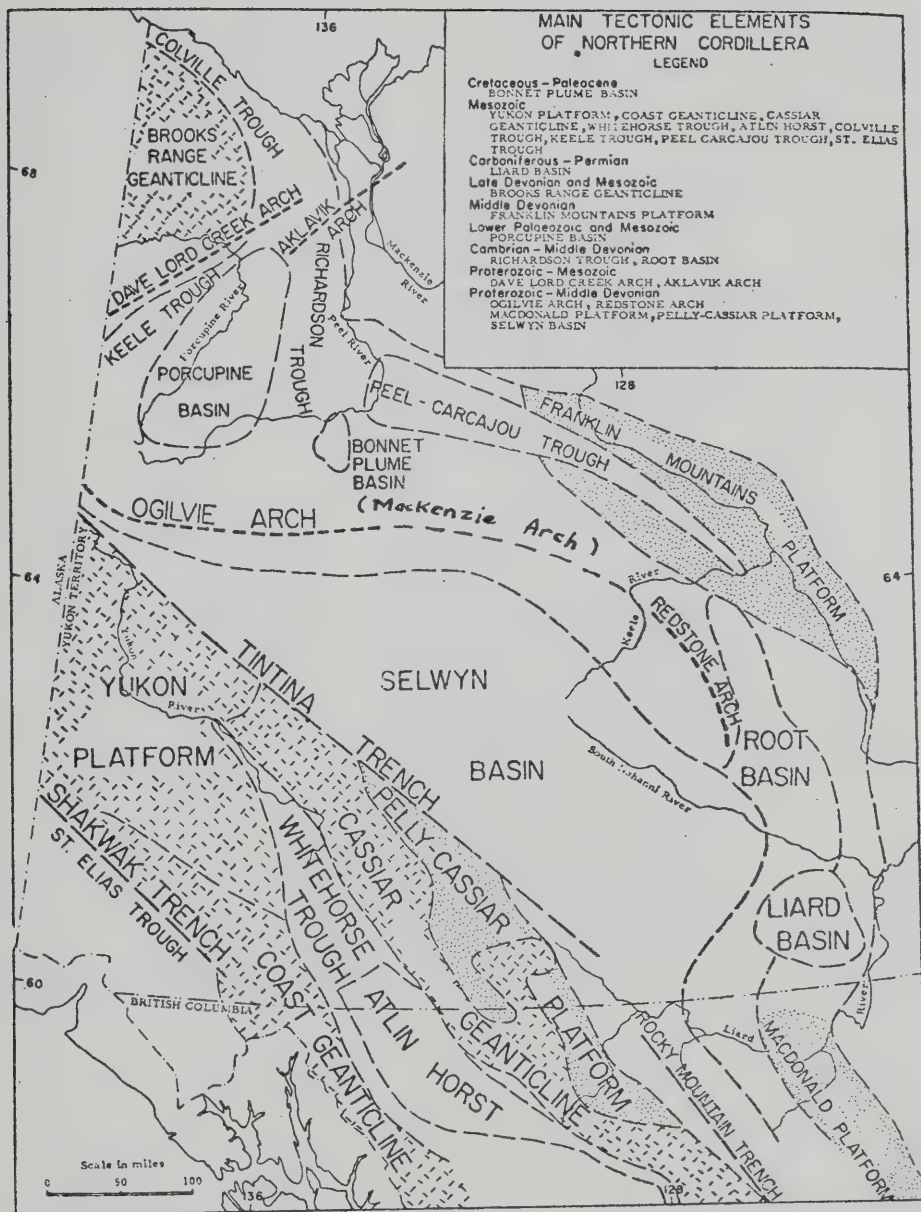 136
MAIN TECTONIC ELEMENTS
OF NORTHERN CORDILLERA
LEGEND
Cretaceous - Paleocene
BONNET PLUME BASIN
Mesozoic
YUKON PLATFORM, COAST GEANTICLINE, CASSIAR
GEANTICLINE, WHITEHORSE TROUGH, ATLIN HORST, COLVILLE
TROUGH, KEELE TROUGH, PEEL CARCAJOU TROUGH, ST. ELIAS
TROUGH
Carboniferous - Permian
LIARD BASIN
Late Devonian and Mesozoic
BROOKS RANGE GEANTICLINE
Middle Devonian
FRANKLIN MOUNTAINS PLATFORM
Lower Palaeozoic and Mesozoic
PORCUPINE BASIN
Cambrian - Middle Devonian
RICHARDSON TROUGH, ROOT BASIN
Proterozoic - Mesozoic
DAVE LORD CREEK ARCH, AKLAVIK ARCH
Proterozoic - Middle Devonian
OGILVIE ARCH, REDSTONE ARCH
MACDONALD PLATFORM, PELLY-CASSIAR PLATFORM,
SELWYN BASIN
COLVILLE TROUGH
BROOKS
RANGE
GEANTICLINE
68
DAVE LORD CREEK ARCH
AKLAVIK ARCH
KEELE TROUGH
RICHARDSON TROUGH
Mackenzie
River
Porcupine River
Peel River
PORCUPINE
BASIN
128
PEEL - CARCAJOU TROUGH
FRANKLIN MOUNTAINS PLATFORM
BONNET
PLUME
BASIN
OGILVIE ARCH (Mackenzie Arch)
64
64
ALASKA
YUKON TERRITORY
Keele River
REDSTONE ARCH
Yukon River
TINTINA TRENCH
YUKON
PLATFORM
SELWYN
BASIN
ROOT
BASIN
South Nahanni River
SHAKWAK TRENCH
ST. ELIAS TROUGH
WHITEHORSE TROUGH
CASSIAR GEANTICLINE
PELLY-CASSIAR PLATFORM
LIARD
BASIN
COAST GEANTICLINE
ATLIN HORST
60
BRITISH COLUMBIA
Liard River
ROCKY MOUNTAIN TRENCH
MACDONALD PLATFORM
Scale in miles
0 50 100
136
128